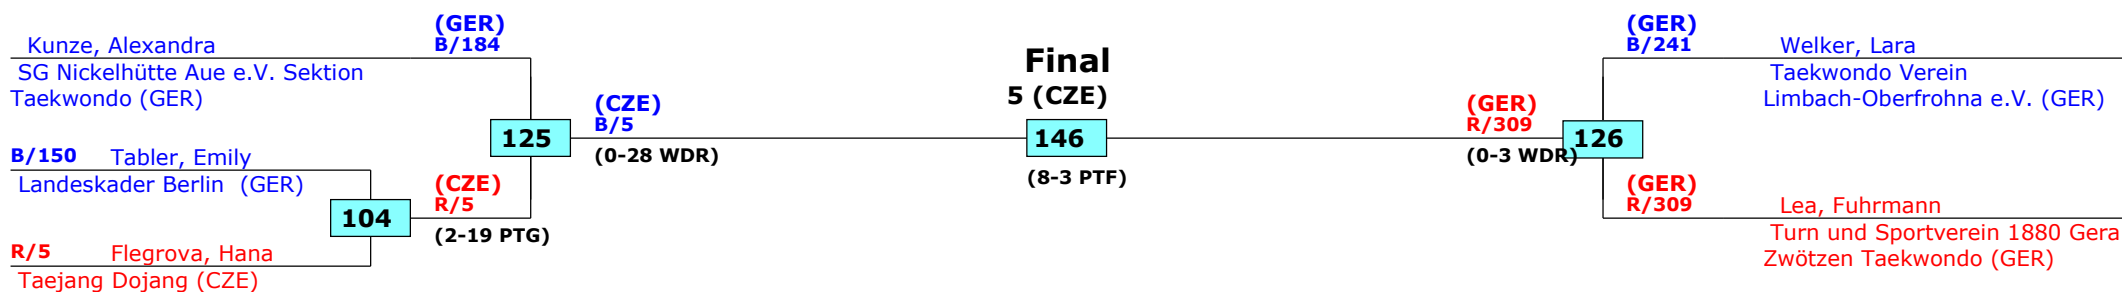 (GER)
B/184
Kunze, Alexandra
SG Nickelhütte Aue e.V. Sektion
Taekwondo (GER)
B/150 Tabler, Emily
Landeskader Berlin (GER)
104
R/5 Flegrova, Hana
Taejang Dojang (CZE)
(CZE)
R/5
(2-19 PTG)
125
(CZE)
B/5
(0-28 WDR)
Final
5 (CZE)
146
(8-3 PTF)
(GER)
R/309
(0-3 WDR)
126
(GER)
B/241
Welker, Lara
Taekwondo Verein
Limbach-Oberfrohna e.V. (GER)
(GER)
R/309
Lea, Fuhrmann
Turn und Sportverein 1880 Gera
Zwötzen Taekwondo (GER)